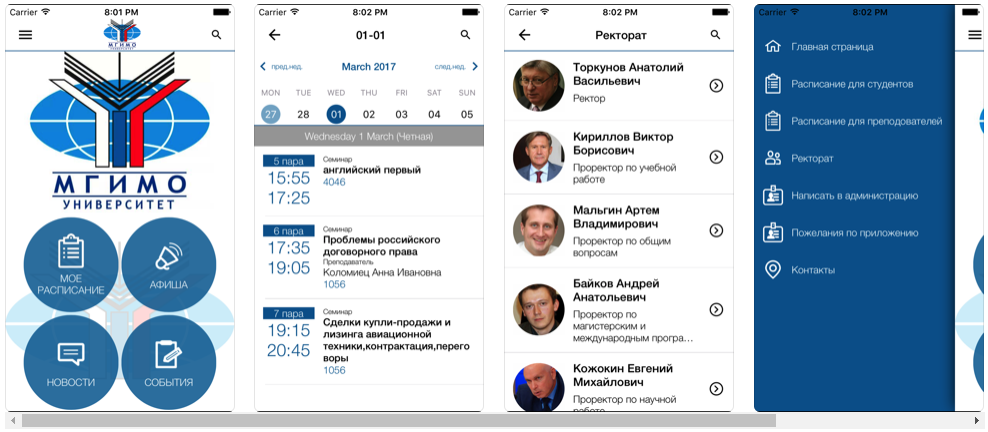 Carrier 8:01 PM
МГИМО
УНИВЕРСИТЕТ
МГИМО
УНИВЕРСИТЕТ
МОЕ
РАСПИСАНИЕ
АФИША
НОВОСТИ
СОБЫТИЯ
Carrier 8:02 PM
01-01
пред.нед. March 2017 след.нед.
MON TUE WED THU FRI SAT SUN
27 28 01 02 03 04 05
Wednesday 1 March (Четная)
5 пара
15:55
17:25
Семинар
английский первый
4046
6 пара
17:35
19:05
Семинар
Проблемы российского
договорного права
Преподаватель
Коломиец Анна Ивановна
1056
7 пара
19:15
20:45
Семинар
Сделки купли-продажи и
лизинга авиационной
техники,контрактация,перего
воры
1056
Carrier 8:02 PM
Ректорат
Торкунов Анатолий
Васильевич
Ректор
Кириллов Виктор
Борисович
Проректор по учебной
работе
Мальгин Артем
Владимирович
Проректор по общим
вопросам
Байков Андрей
Анатольевич
Проректор по
магистерским и
международным програ...
Кожокин Евгений
Михайлович
Проректор по научной
работе
Carrier 8:02 PM
Главная страница
Расписание для студентов
Расписание для преподователей
Ректорат
Написать в администрацию
Пожелания по приложению
Контакты